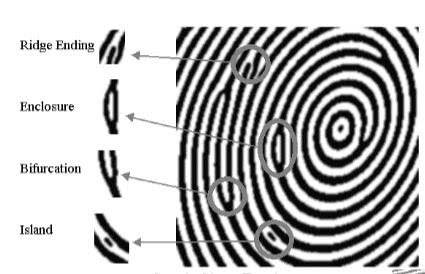 Ridge Ending
Enclosure
Bifurcation
Island